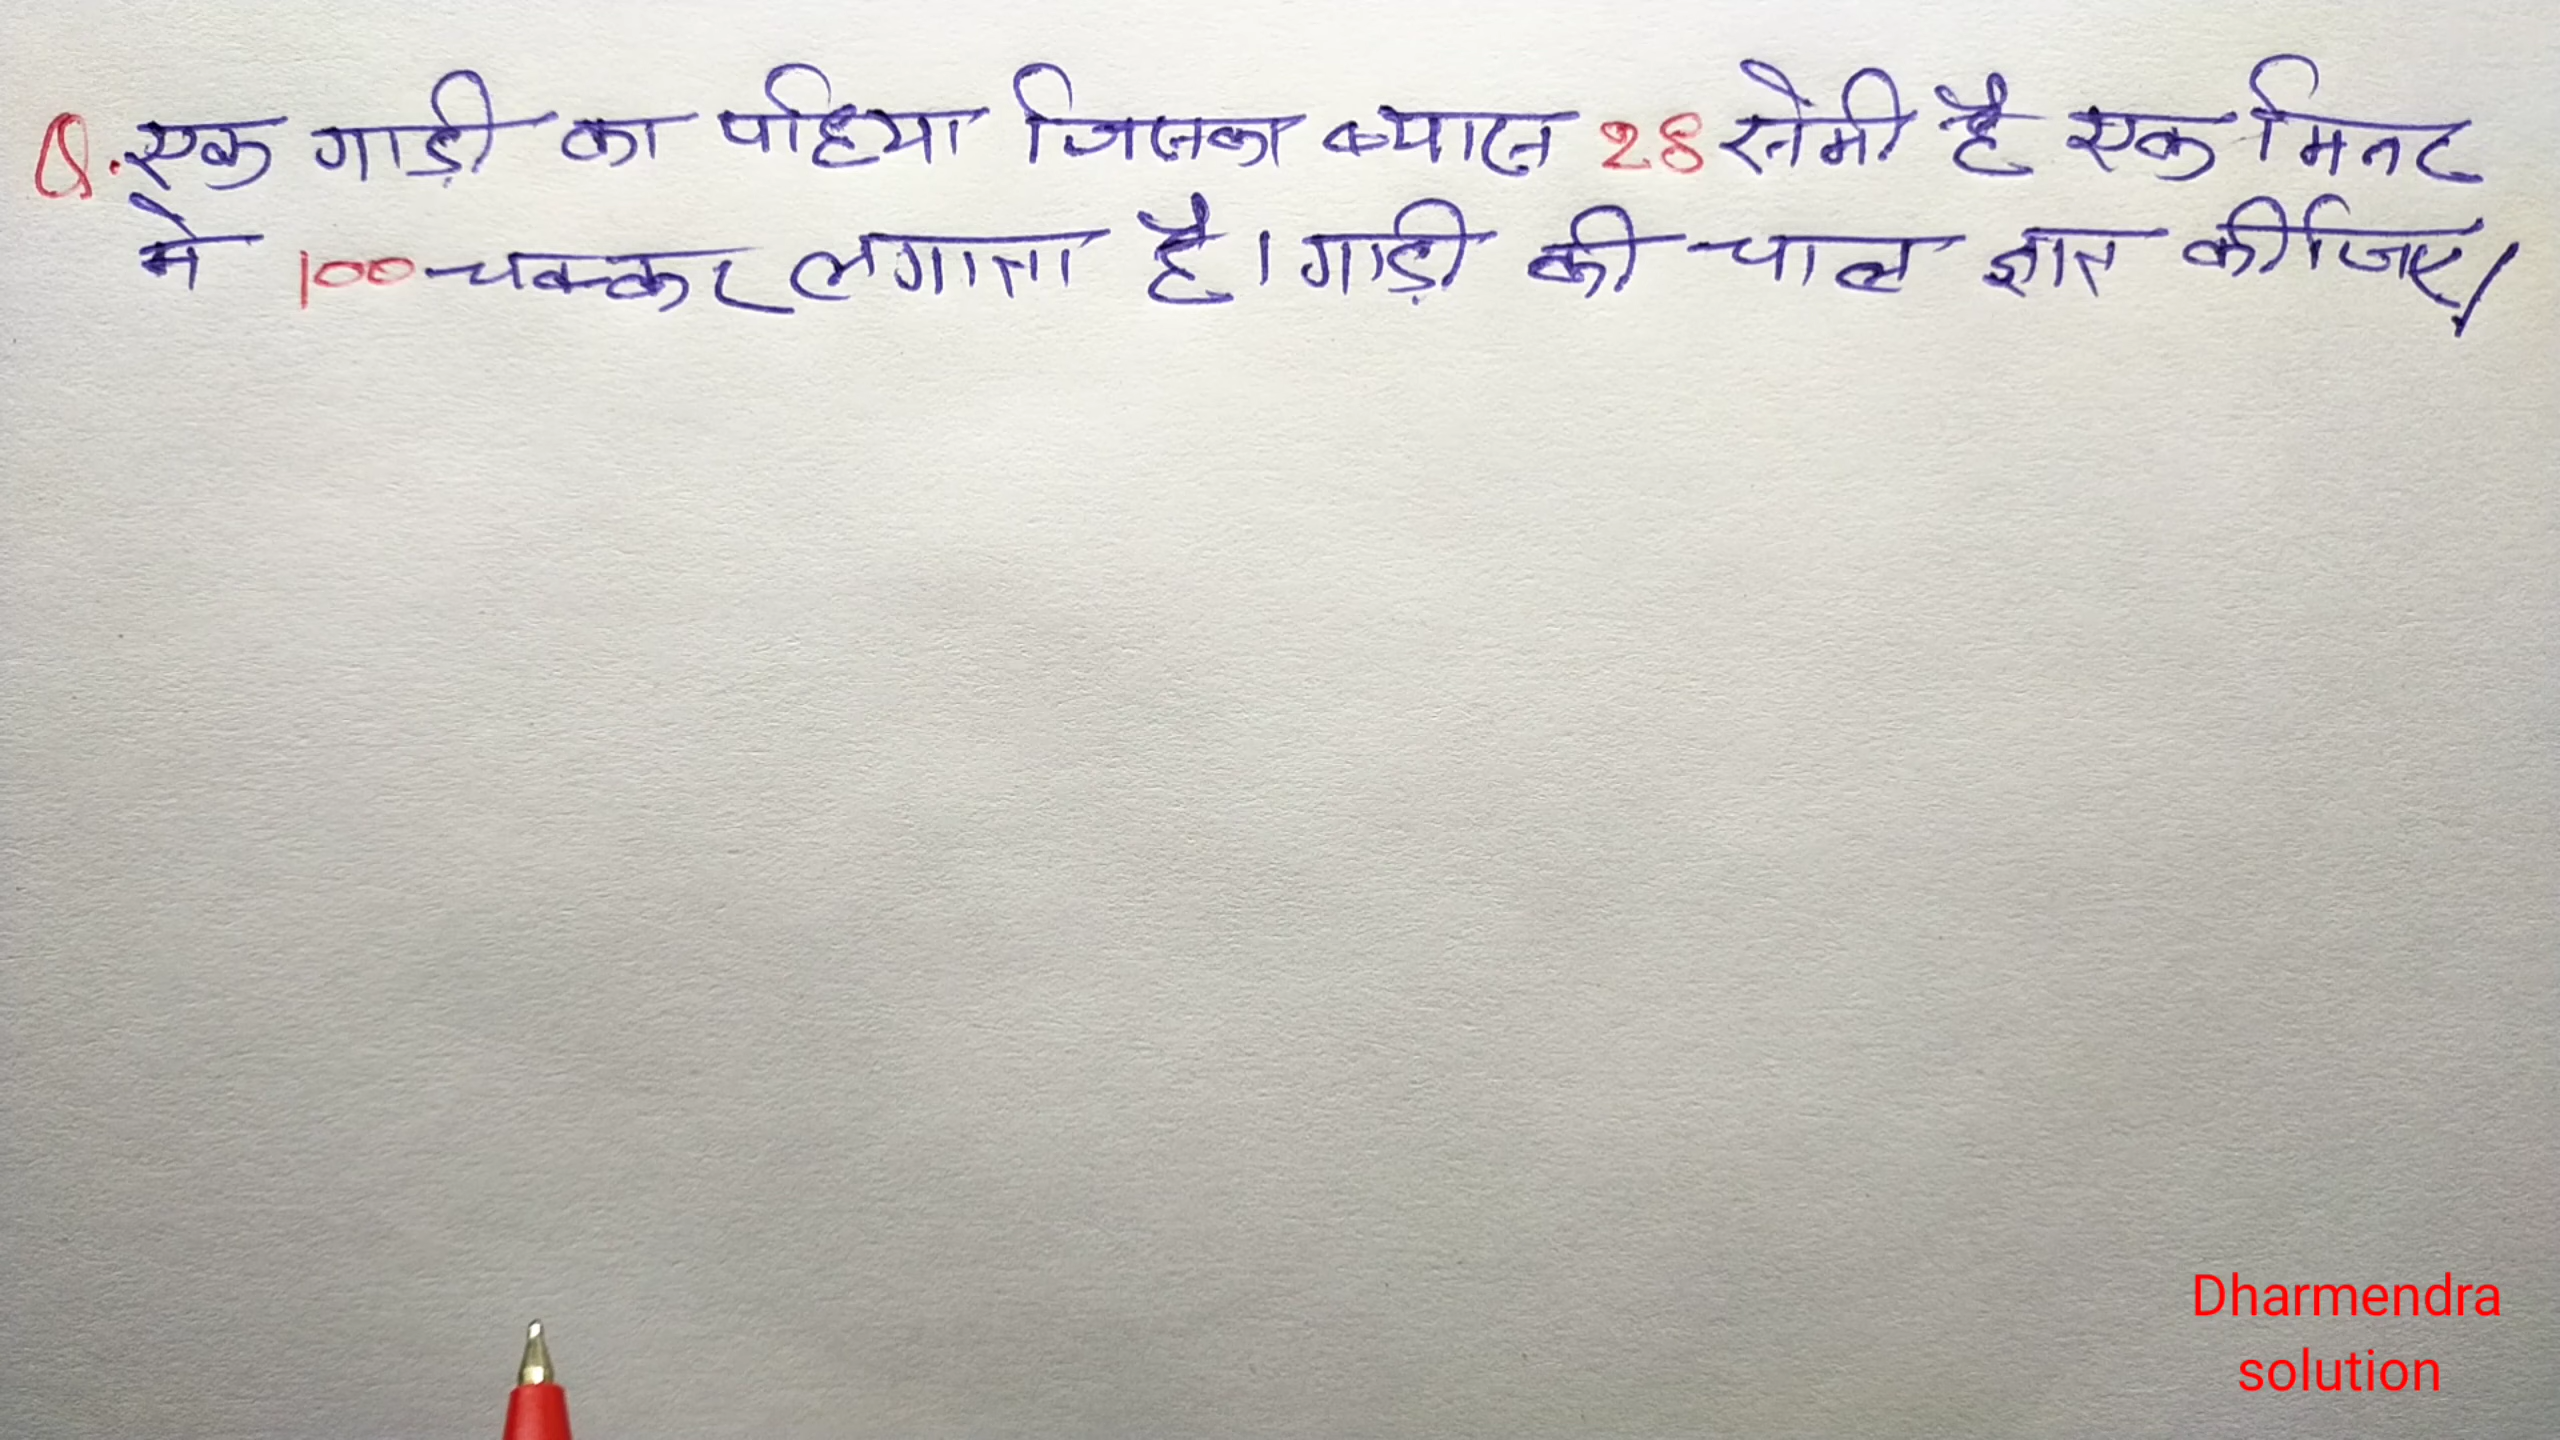 Q. एक गाड़ी का पहिया जिसका ब्यास 28 सेमी है एक मिनट
मे 100 चक्कर लगाता है। गाड़ी की चाल ज्ञात कीजिए।
Dharmendra
solution